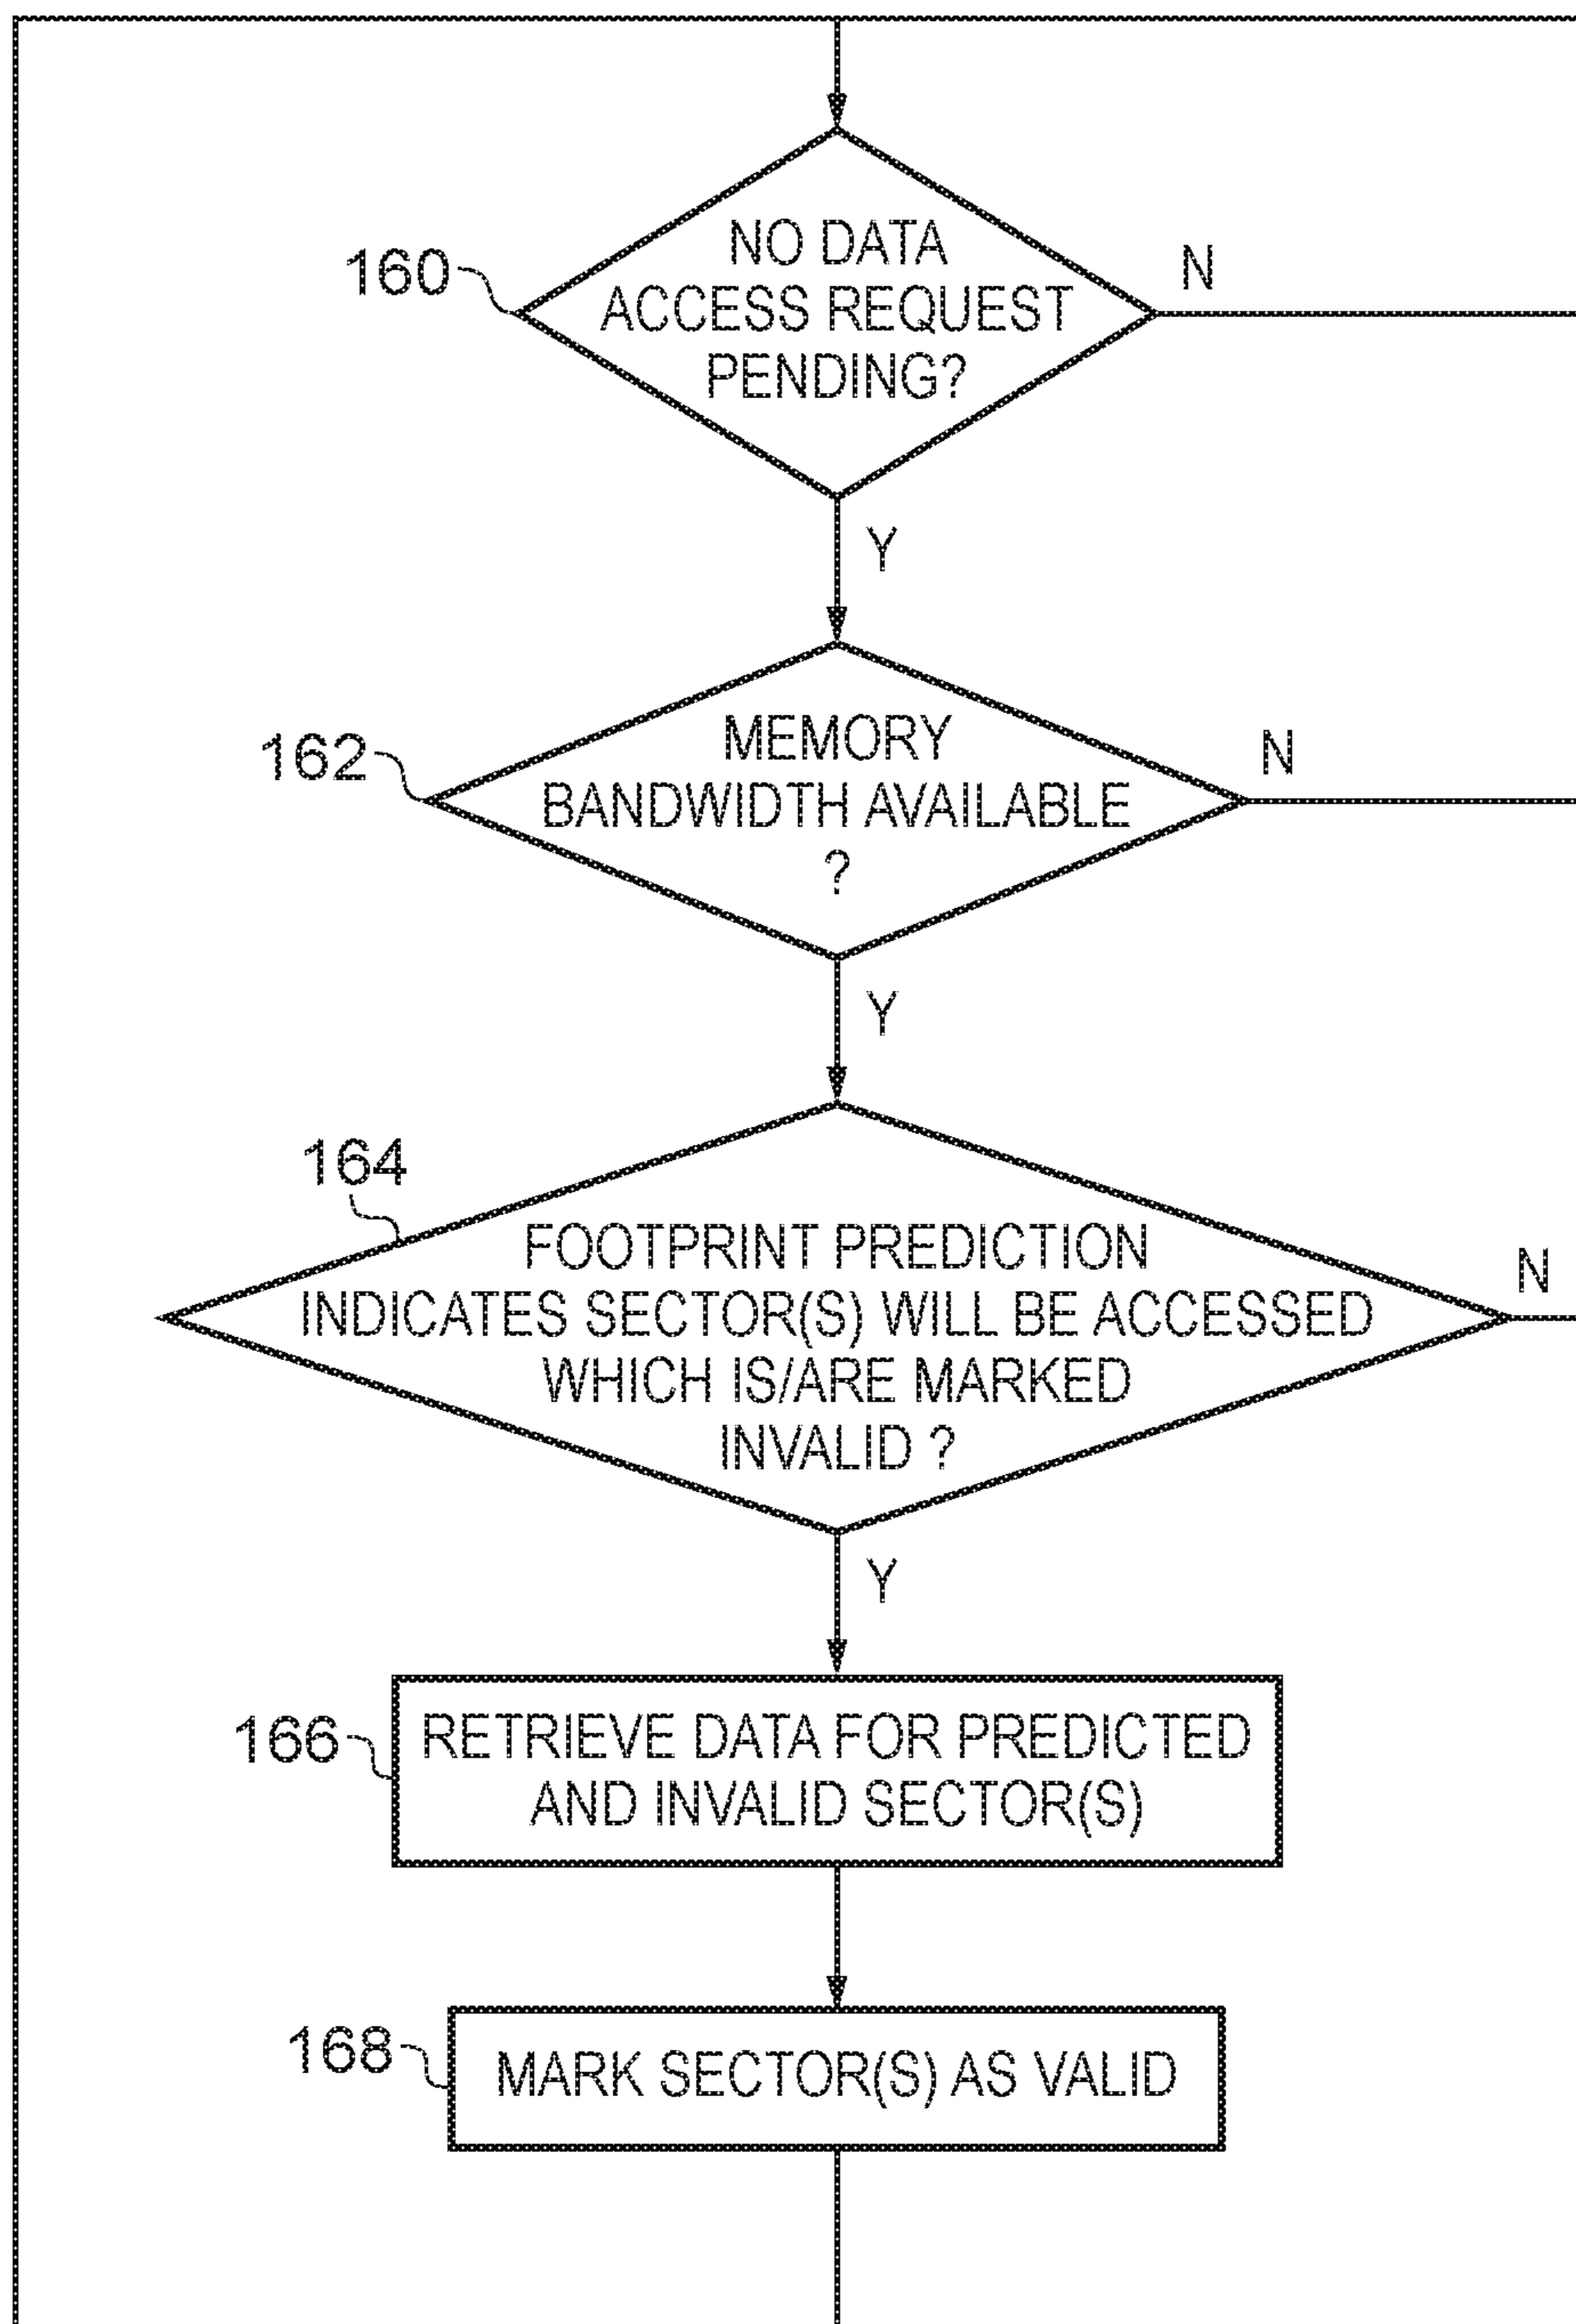 160
NO DATA
ACCESS REQUEST
PENDING?
N
Y
162
MEMORY
BANDWIDTH AVAILABLE
?
N
Y
164
FOOTPRINT PREDICTION
INDICATES SECTOR(S) WILL BE ACCESSED
WHICH IS/ARE MARKED
INVALID ?
N
Y
166
RETRIEVE DATA FOR PREDICTED
AND INVALID SECTOR(S)
168
MARK SECTOR(S) AS VALID